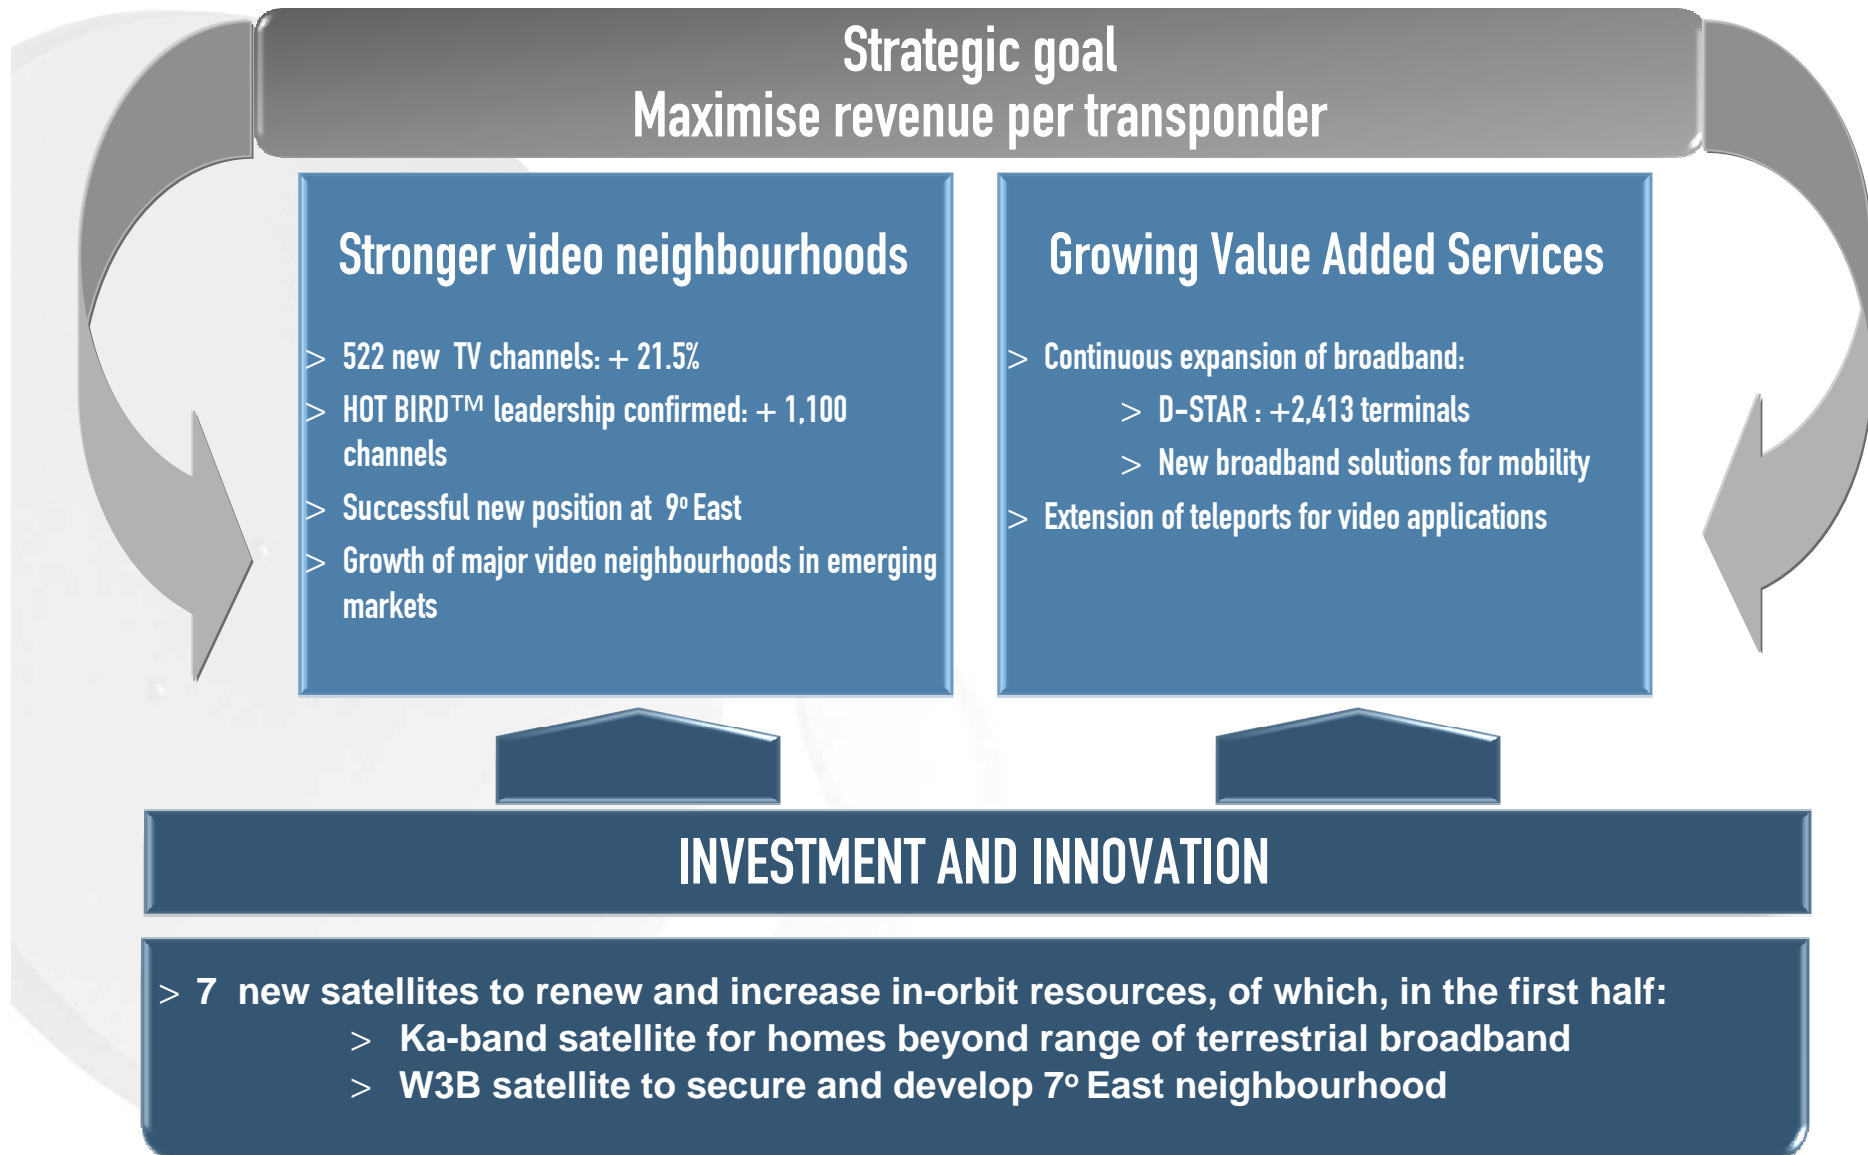 Strategic goal
Maximise revenue per transponder
Stronger video neighbourhoods
> 522 new TV channels: + 21.5%
> HOT BIRD™ leadership confirmed: + 1,100
channels
> Successful new position at 9º East
> Growth of major video neighbourhoods in emerging
markets
Growing Value Added Services
> Continuous expansion of broadband:
> D-STAR : +2,413 terminals
> New broadband solutions for mobility
> Extension of teleports for video applications
INVESTMENT AND INNOVATION
> 7 new satellites to renew and increase in-orbit resources, of which, in the first half:
> Ka-band satellite for homes beyond range of terrestrial broadband
> W3B satellite to secure and develop 7º East neighbourhood